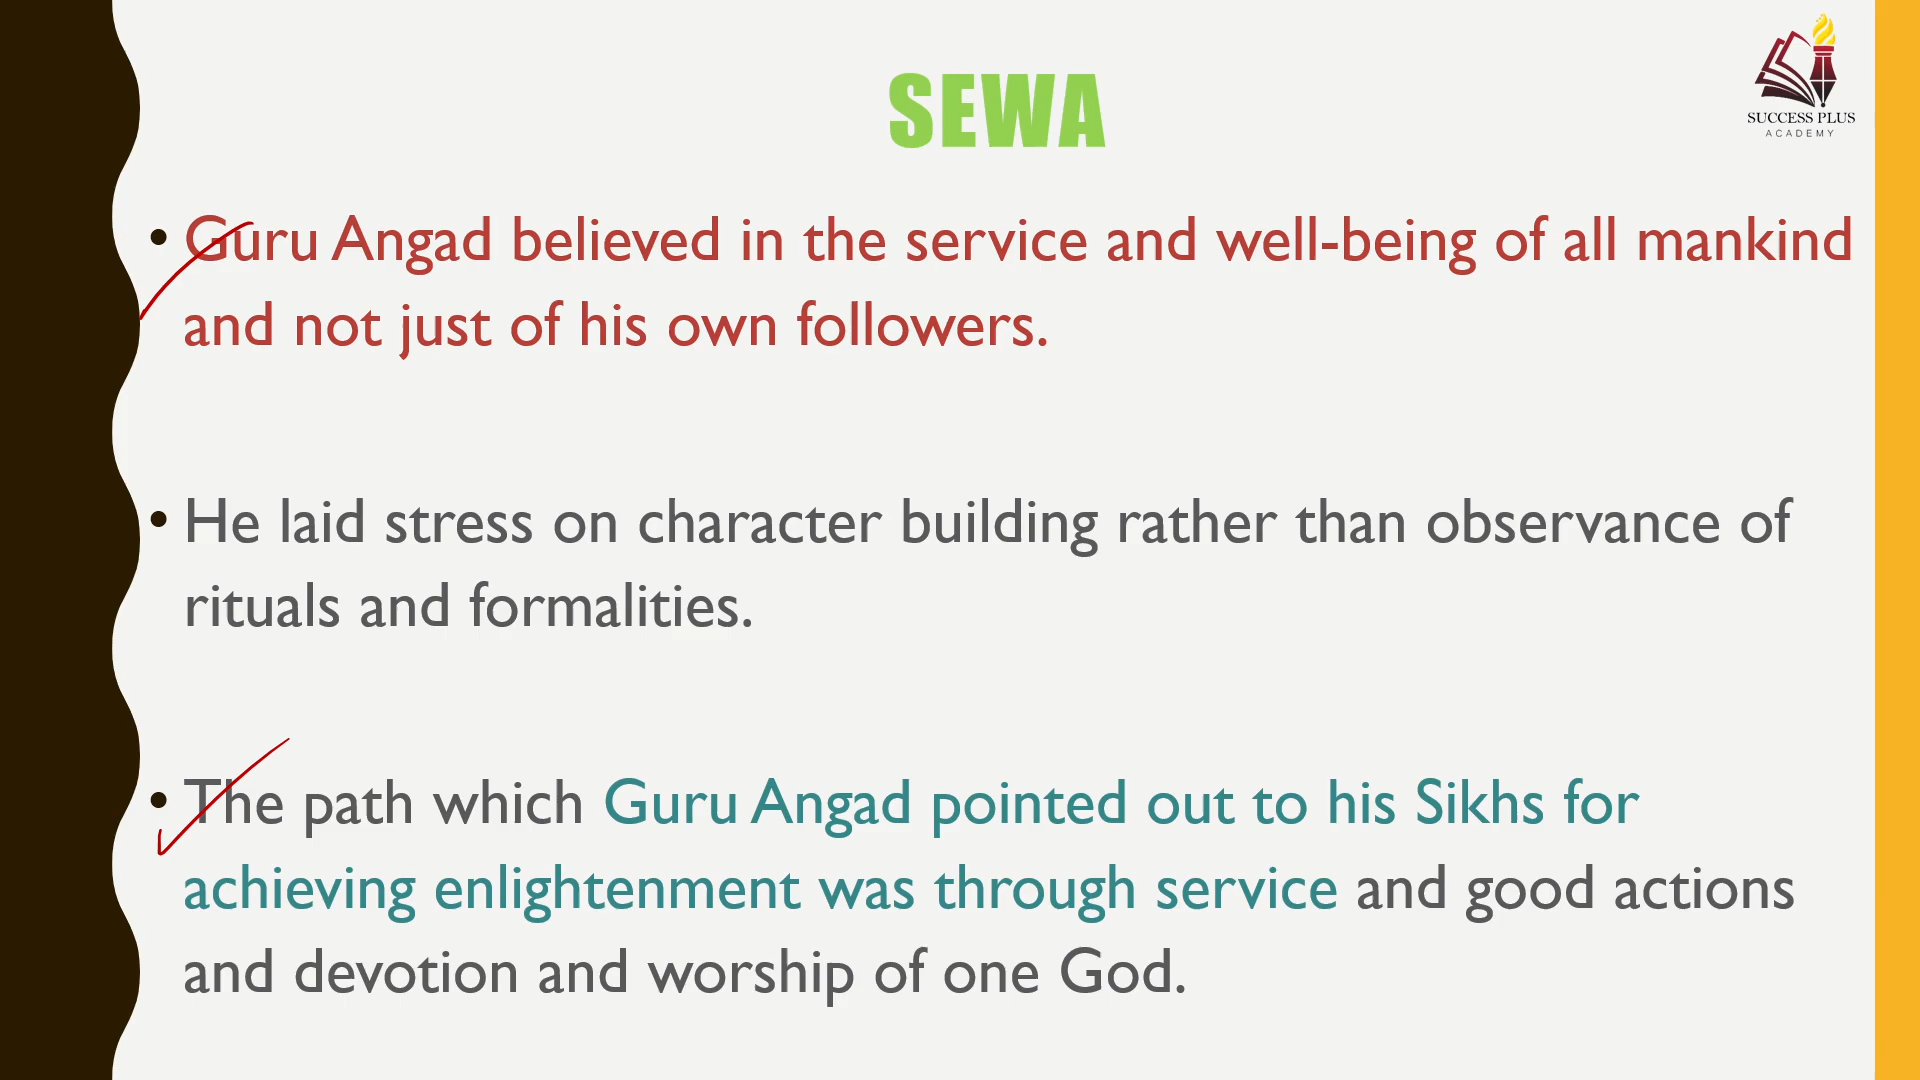 SUCCESS PLUS
ACADEMY
SEWA
• Guru Angad believed in the service and well-being of all mankind
and not just of his own followers.
• He laid stress on character building rather than observance of
rituals and formalities.
• The path which Guru Angad pointed out to his Sikhs for
achieving enlightenment was through service and good actions
and devotion and worship of one God.